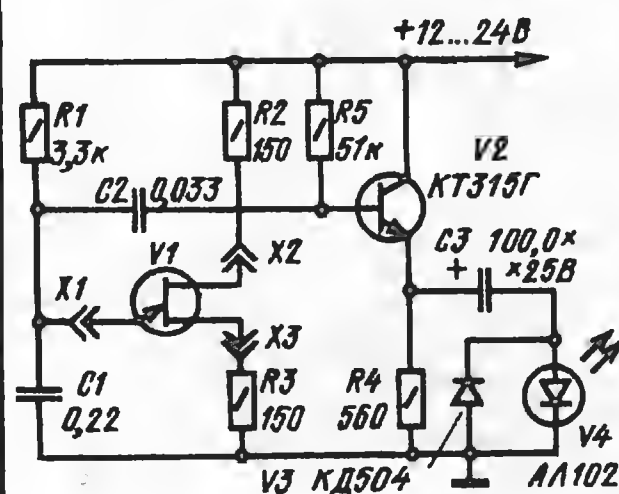 +12...24В
R1
3,3к
R2
150
R5
51к
V2
КТ315Г
C2 0,033
C3 100,0×
×25В
+
V1
X2
X1
X3
C1
0,22
R3
150
R4
560
V4
V3 КД504
АЛ102